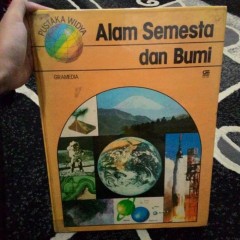 PUSTAKA WIDYA
Alam Semesta
dan Bumi
GRAMEDIA